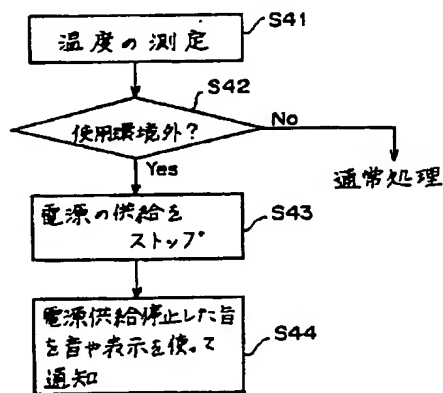 S41
温度の測定
S42
使用環境外?
No
Yes
通常処理
電源の供給を
ストップ
S43
電源供給停止した旨
を音や表示を使って
通知
S44